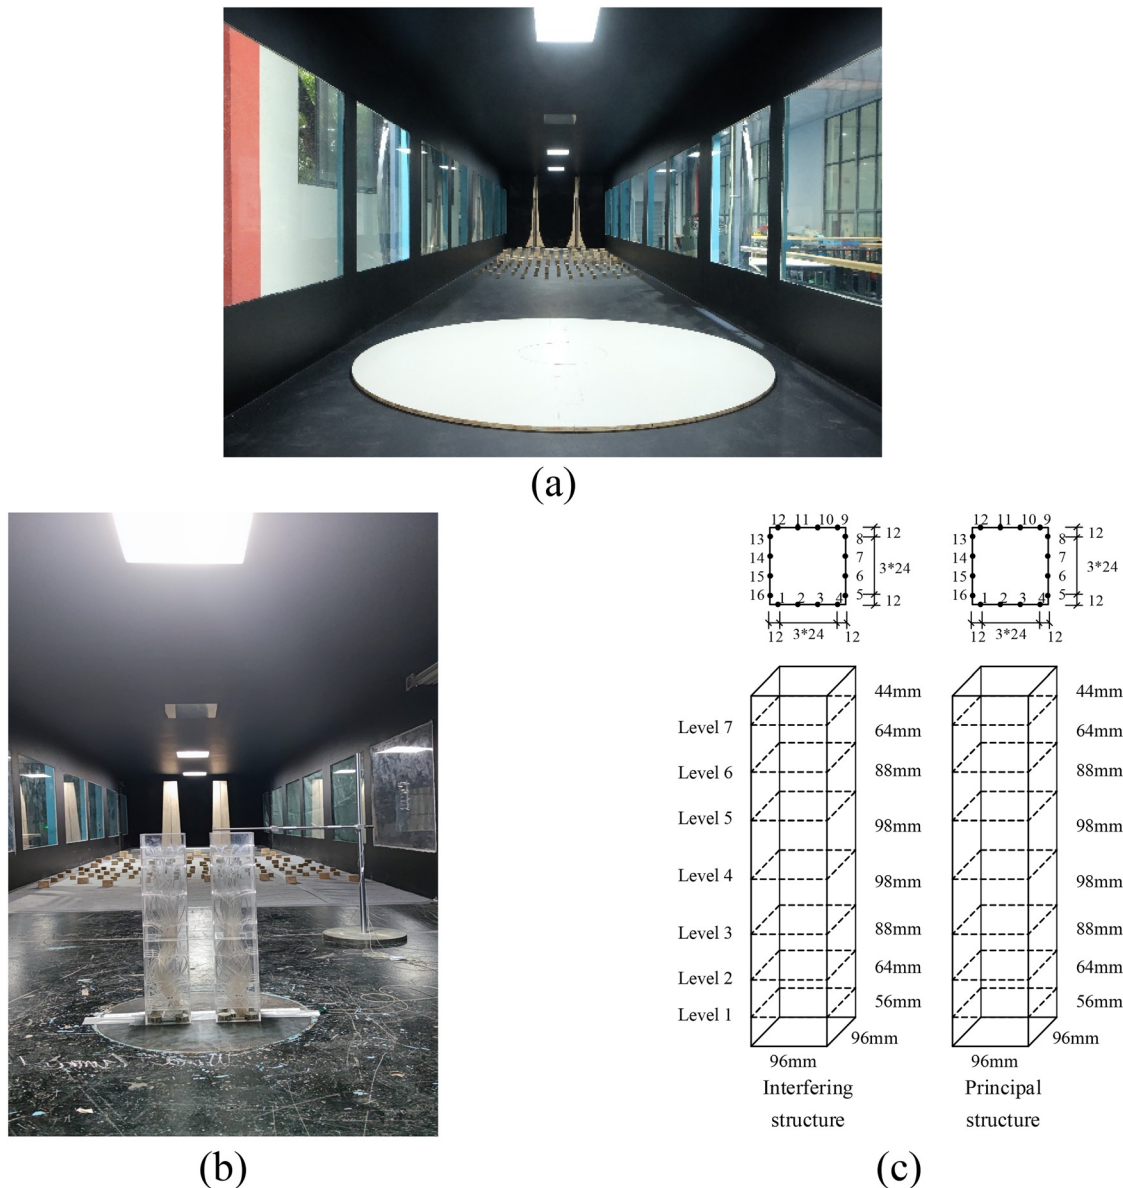 (a)
12 11 10 9
13 8 12
14 7
15 6 3*24
16 5
1 2 3 4 12
12 3*24 12
12 11 10 9
13 8 12
14 7
15 6 3*24
16 5
1 2 3 4 12
12 3*24 12
44mm 44mm
Level 7 64mm 64mm
Level 6 88mm 88mm
Level 5 98mm 98mm
Level 4 98mm 98mm
Level 3 88mm 88mm
Level 2 64mm 64mm
Level 1 56mm 56mm
96mm 96mm
96mm 96mm
Interfering Principal
structure structure
(b) (c)